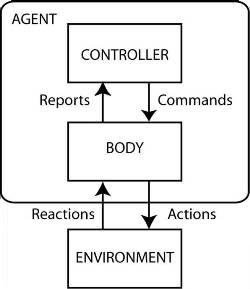 AGENT
CONTROLLER
Reports
Commands
BODY
Reactions
Actions
ENVIRONMENT